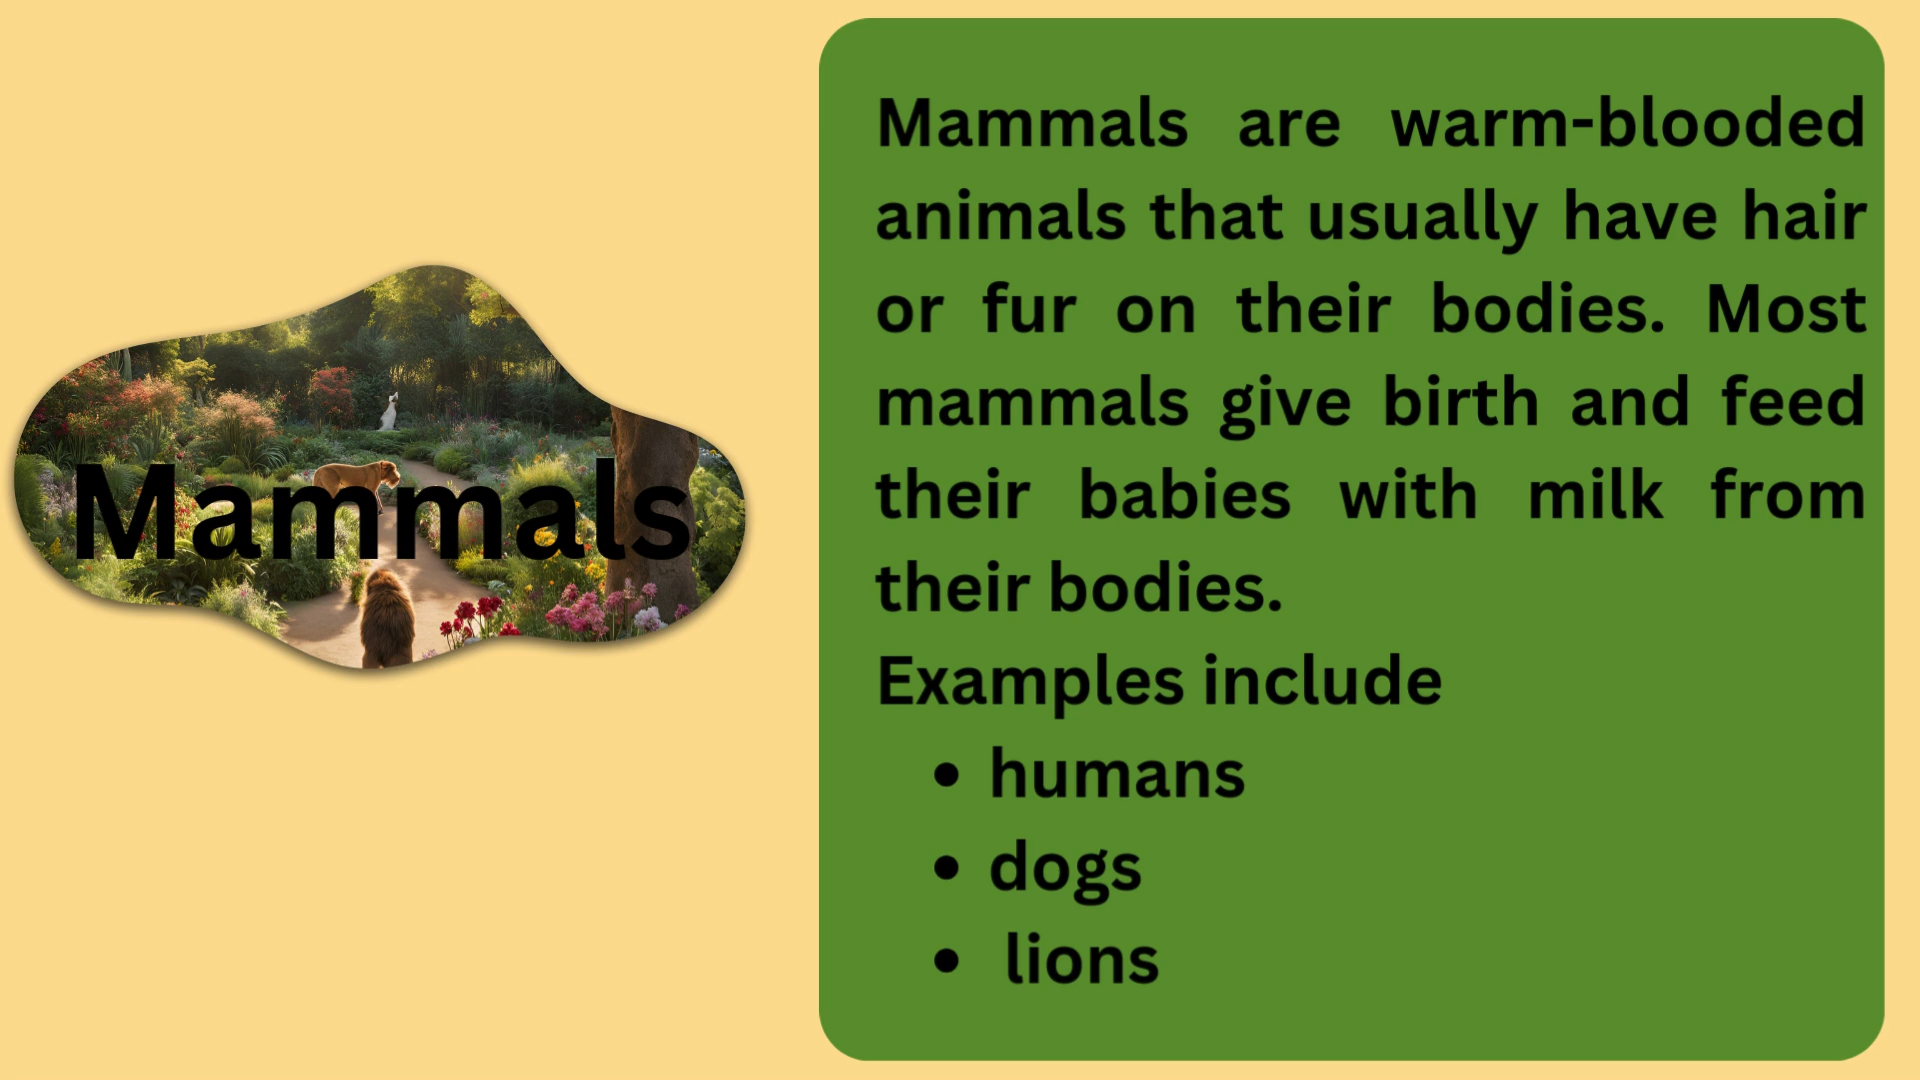 Mammals
Mammals are warm-blooded
animals that usually have hair
or fur on their bodies. Most
mammals give birth and feed
their babies with milk from
their bodies.
Examples include
• humans
• dogs
• lions